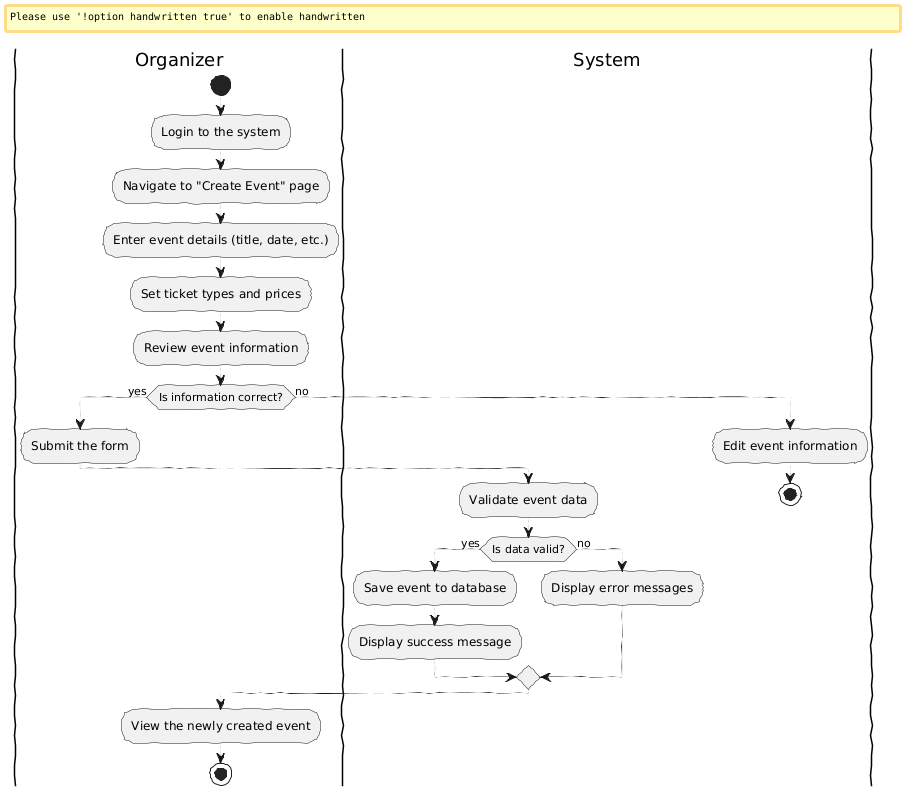 Please use '!option handwritten true' to enable handwritten
Organizer
System
Login to the system
Navigate to "Create Event" page
Enter event details (title, date, etc.)
Set ticket types and prices
Review event information
yes
Is information correct?
no
Submit the form
Edit event information
Validate event data
yes
Is data valid?
no
Save event to database
Display error messages
Display success message
View the newly created event